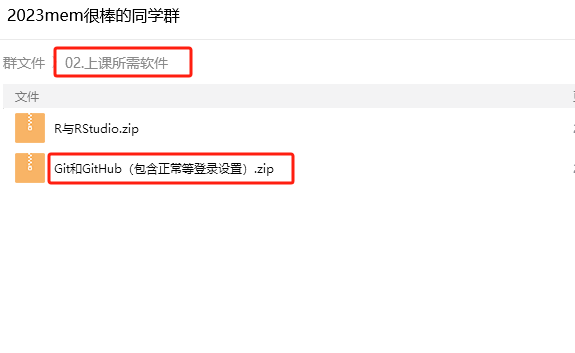 2023mem很棒的同学群
群文件 02.上课所需软件
文件
R与RStudio.zip
Git和GitHub（包含正常等登录设置）.zip